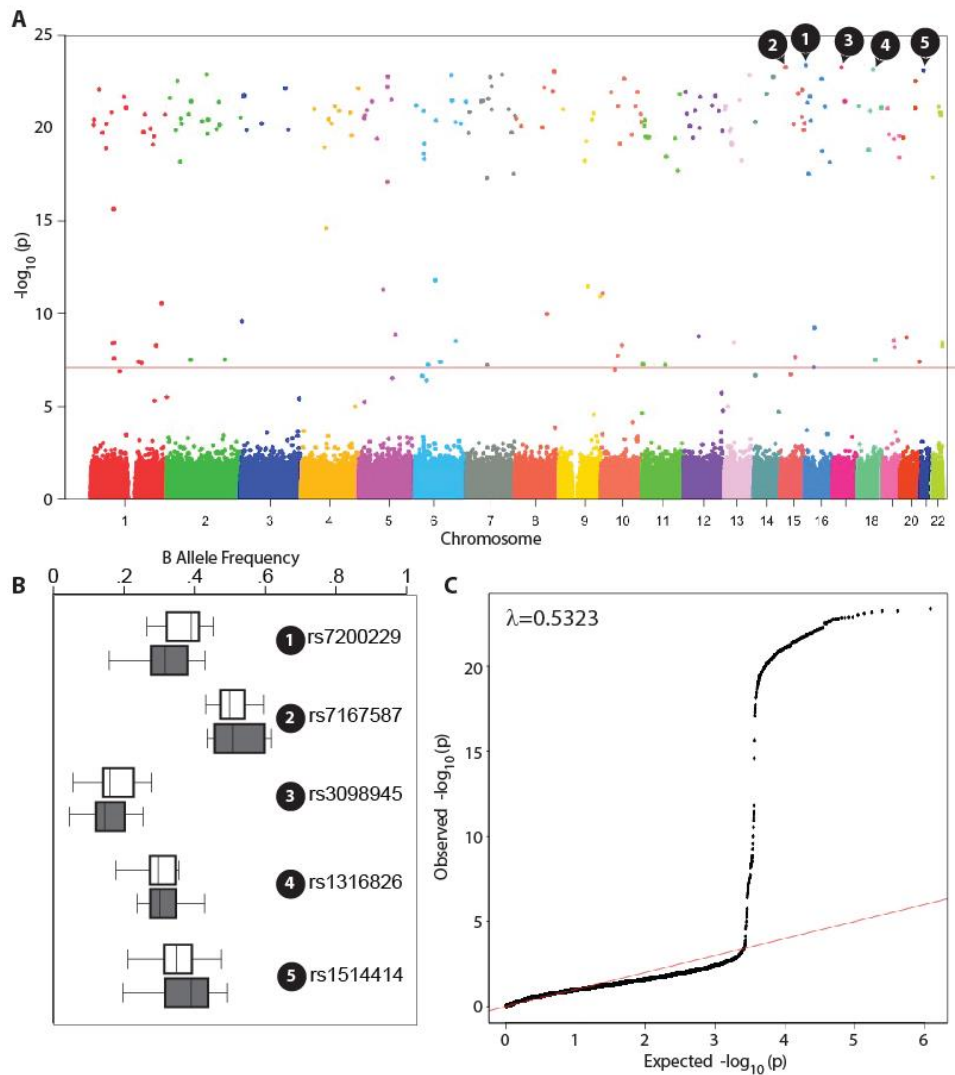 A
25
20
15
10
5
0
-log10 (p)
2 1 3 4 5
1 2 3 4 5 6 7 8 9 10 11 12 13 14 15 16 18 20 22
Chromosome
B Allele Frequency
B
0 .2 .4 .6 .8 1
1 rs7200229
2 rs7167587
3 rs3098945
4 rs1316826
5 rs1514414
C
λ=0.5323
20
15
10
5
0
Observed -log10 (p)
0 1 2 3 4 5 6
Expected -log10 (p)